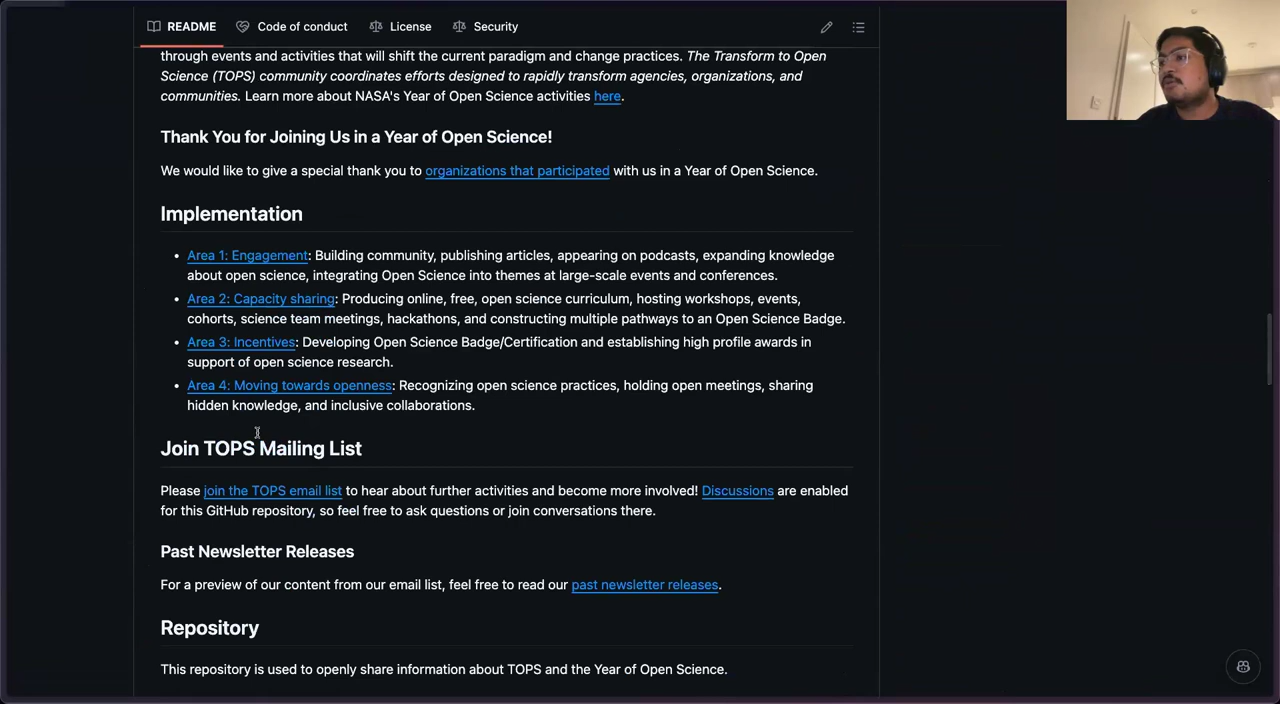 README
Code of conduct
License
Security
through events and activities that will shift the current paradigm and change practices. The Transform to Open
Science (TOPS) community coordinates efforts designed to rapidly transform agencies, organizations, and
communities. Learn more about NASA's Year of Open Science activities here.
Thank You for Joining Us in a Year of Open Science!
We would like to give a special thank you to organizations that participated with us in a Year of Open Science.
Implementation
• Area 1: Engagement: Building community, publishing articles, appearing on podcasts, expanding knowledge
about open science, integrating Open Science into themes at large-scale events and conferences.
• Area 2: Capacity sharing: Producing online, free, open science curriculum, hosting workshops, events,
cohorts, science team meetings, hackathons, and constructing multiple pathways to an Open Science Badge.
• Area 3: Incentives: Developing Open Science Badge/Certification and establishing high profile awards in
support of open science research.
• Area 4: Moving towards openness: Recognizing open science practices, holding open meetings, sharing
hidden knowledge, and inclusive collaborations.
Join TOPS Mailing List
Please join the TOPS email list to hear about further activities and become more involved! Discussions are enabled
for this GitHub repository, so feel free to ask questions or join conversations there.
Past Newsletter Releases
For a preview of our content from our email list, feel free to read our past newsletter releases.
Repository
This repository is used to openly share information about TOPS and the Year of Open Science.